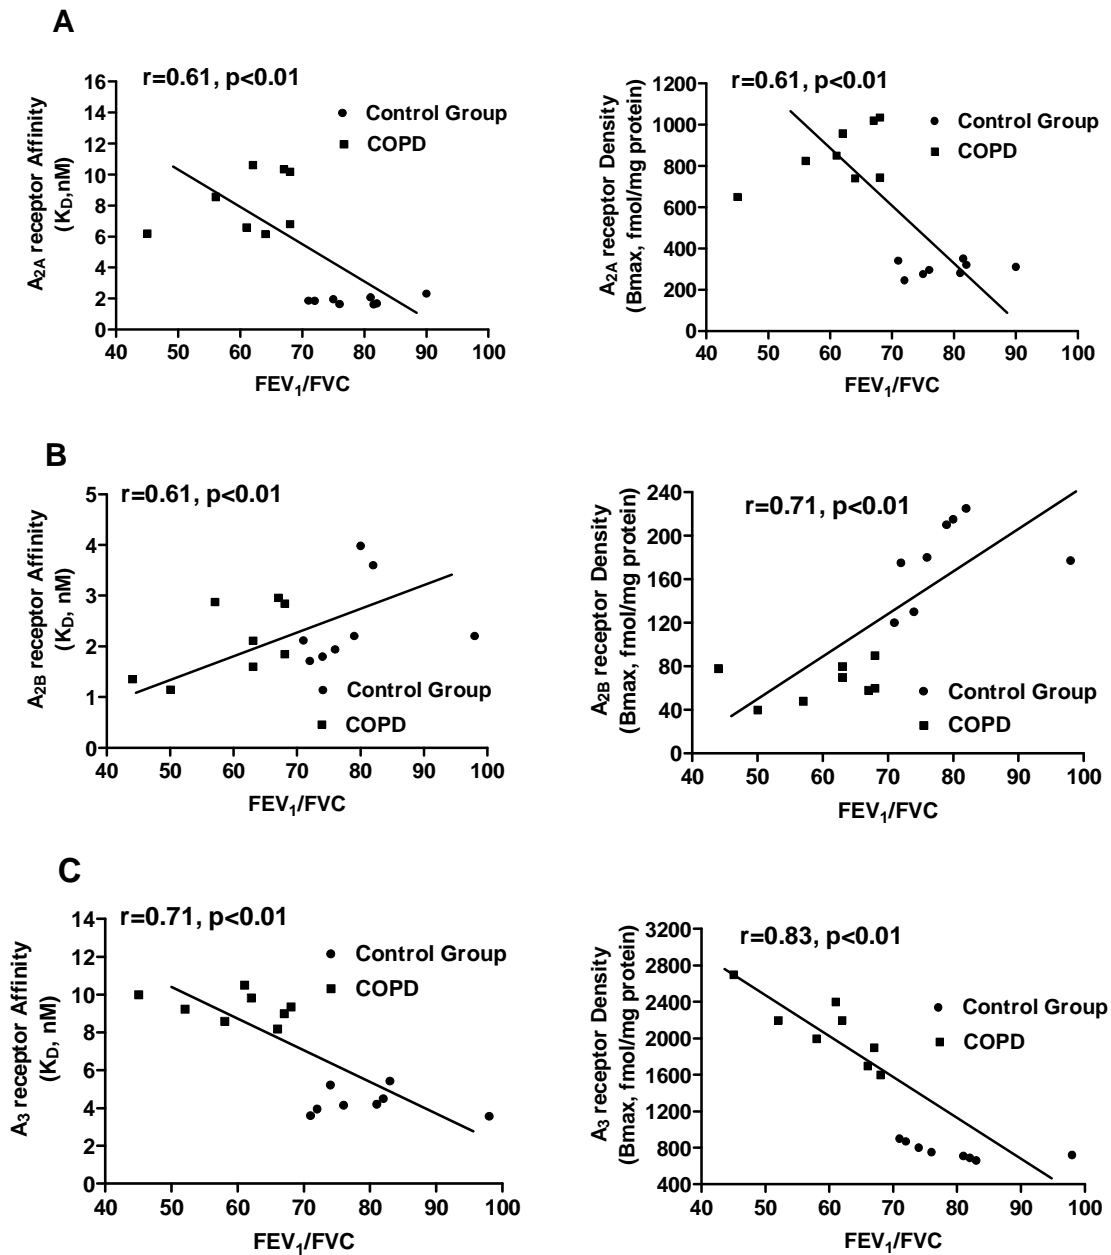 A
r=0.61, p<0.01
16
14
12
10
8
6
4
2
0
40 50 60 70 80 90 100
A2A receptor Affinity
(KD,nM)
FEV1/FVC
Control Group
COPD
r=0.61, p<0.01
1200
1000
800
600
400
200
0
40 50 60 70 80 90 100
A2A receptor Density
(Bmax, fmol/mg protein)
FEV1/FVC
Control Group
COPD
B
r=0.61, p<0.01
5
4
3
2
1
0
40 50 60 70 80 90 100
A2B receptor Affinity
(KD, nM)
FEV1/FVC
Control Group
COPD
r=0.71, p<0.01
240
200
160
120
80
40
0
40 50 60 70 80 90 100
A2B receptor Density
(Bmax, fmol/mg protein)
FEV1/FVC
Control Group
COPD
C
r=0.71, p<0.01
14
12
10
8
6
4
2
0
40 50 60 70 80 90 100
A3 receptor Affinity
(KD, nM)
FEV1/FVC
Control Group
COPD
r=0.83, p<0.01
3200
2800
2400
2000
1600
1200
800
400
40 50 60 70 80 90 100
A3 receptor Density
(Bmax, fmol/mg protein)
FEV1/FVC
Control Group
COPD